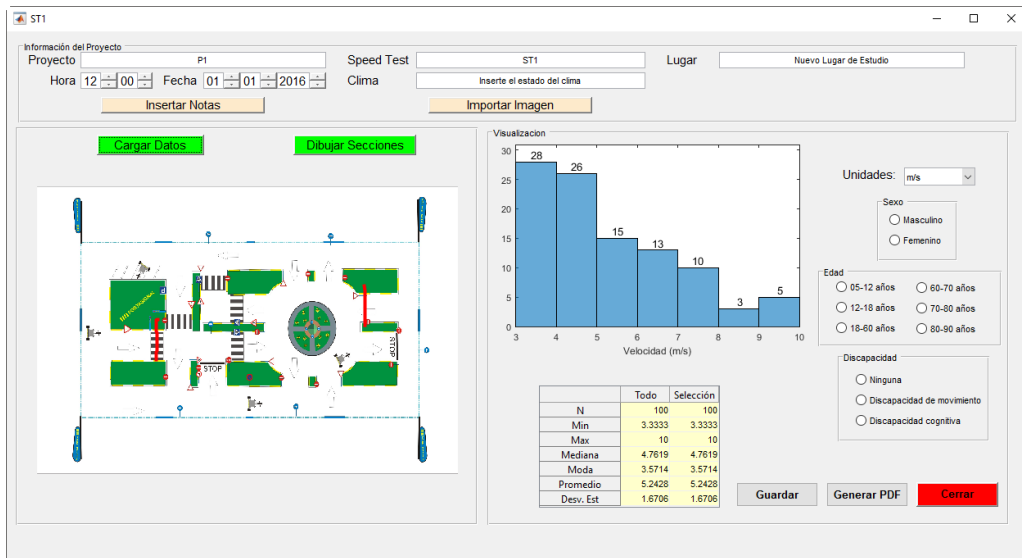 ST1
Información del Proyecto
Proyecto P1 Speed Test ST1 Lugar Nuevo Lugar de Estudio
Hora 12 00 Fecha 01 01 2016 Clima Inserte el estado del clima
Insertar Notas Importar Imagen
Cargar Datos Dibujar Secciones
STOP
STOP
Visualizacion
30
25
20
15
10
5
0
28
26
15
13
10
3
5
3 4 5 6 7 8 9 10
Velocidad (m/s)
Unidades: m/s
Sexo
Masculino
Femenino
Edad
05-12 años 60-70 años
12-18 años 70-80 años
18-60 años 80-90 años
Discapacidad
Ninguna
Discapacidad de movimiento
Discapacidad cognitiva
Todo Selección
N 100 100
Min 3.3333 3.3333
Max 10 10
Mediana 4.7619 4.7619
Moda 3.5714 3.5714
Promedio 5.2428 5.2428
Desv. Est 1.6706 1.6706
Guardar Generar PDF Cerrar